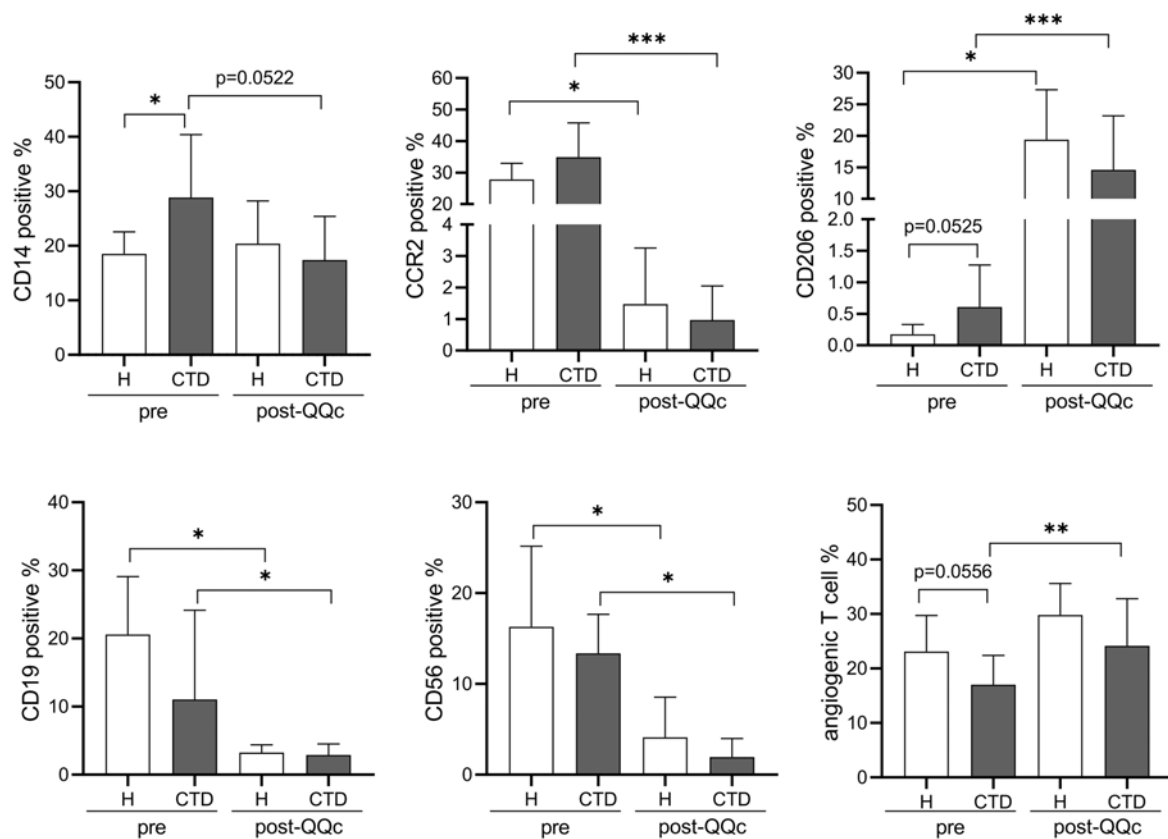 CD14 positive %
50
40
30
20
10
0
*
p=0.0522
H CTD H CTD
pre post-QQc
CCR2 positive %
60
50
40
30
20
4
3
2
1
0
*
***
H CTD H CTD
pre post-QQc
CD206 positive %
30
25
20
15
10
2.0
1.5
1.0
0.5
0.0
p=0.0525
*
***
H CTD H CTD
pre post-QQc
CD19 positive %
40
30
20
10
0
*
*
H CTD H CTD
pre post-QQc
CD56 positive %
30
20
10
0
*
*
H CTD H CTD
pre post-QQc
angiogenic T cell %
50
40
30
20
10
0
p=0.0556
**
H CTD H CTD
pre post-QQc